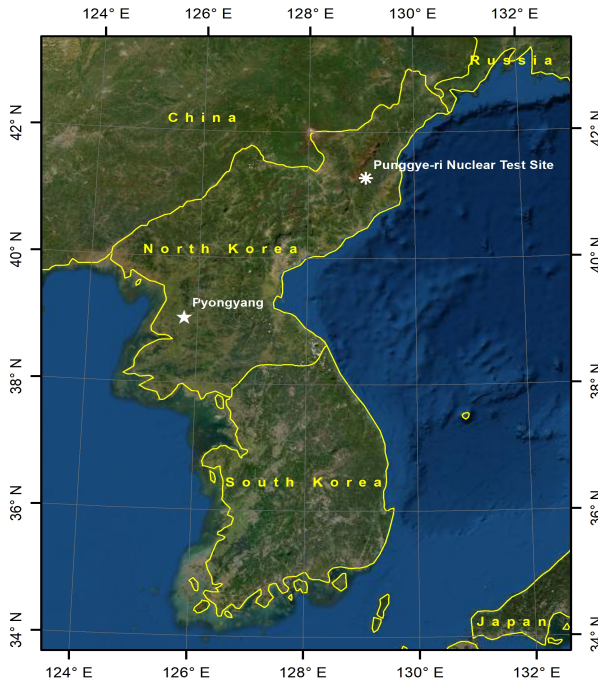 124° E 126° E 128° E 130° E 132° E
Russia
China
42° N 42° N
Punggye-ri Nuclear Test Site
North Korea
40° N 40° N
Pyongyang
38° N 38° N
South Korea
36° N 36° N
Japan
34° N 34° N
124° E 126° E 128° E 130° E 132° E